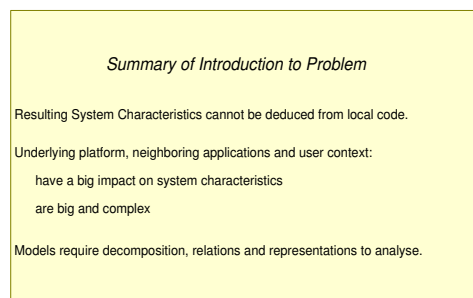 Summary of Introduction to Problem
Resulting System Characteristics cannot be deduced from local code.
Underlying platform, neighboring applications and user context:
have a big impact on system characteristics
are big and complex
Models require decomposition, relations and representations to analyse.